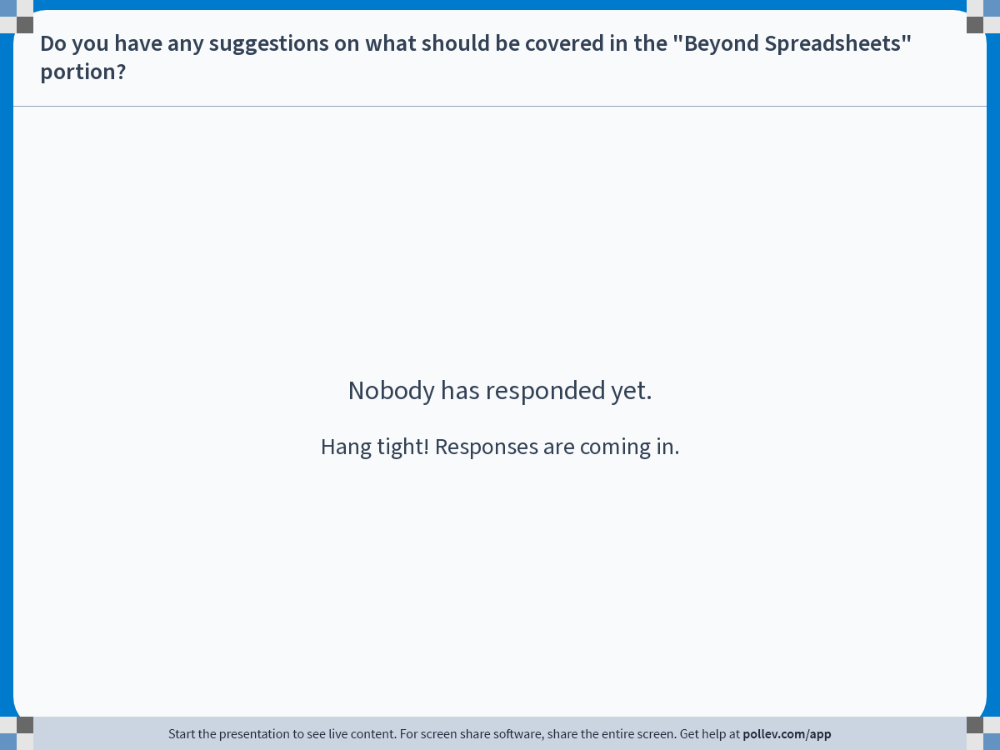 Do you have any suggestions on what should be covered in the "Beyond Spreadsheets"
portion?
Nobody has responded yet.
Hang tight! Responses are coming in.
Start the presentation to see live content. For screen share software, share the entire screen. Get help at pollev.com/app